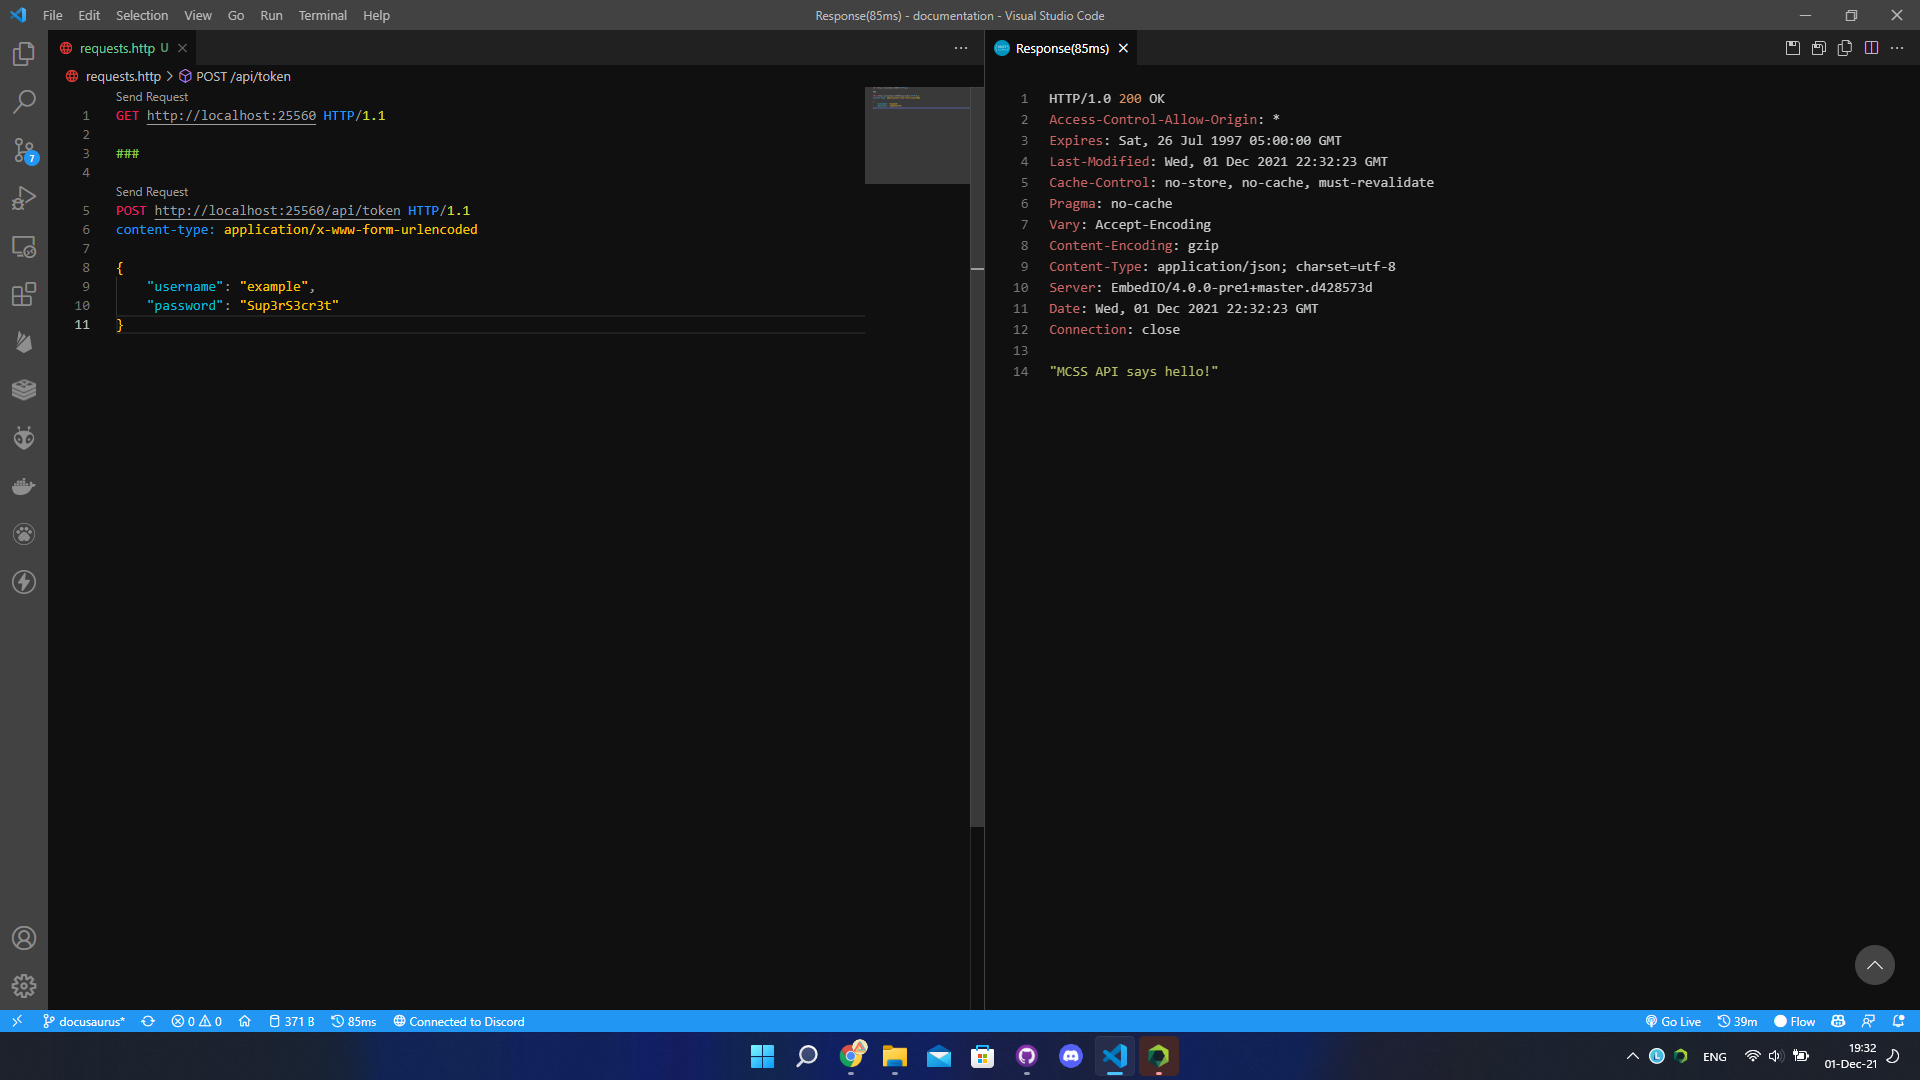 File Edit Selection View Go Run Terminal Help
Response(85ms) - documentation - Visual Studio Code
requests.http U
Response(85ms)
requests.http > POST /api/token
Send Request
1 GET http://localhost:25560 HTTP/1.1
2
3 ###
4
Send Request
5 POST http://localhost:25560/api/token HTTP/1.1
6 content-type: application/x-www-form-urlencoded
7
8 {
9 "username": "example",
10 "password": "Sup3rS3cr3t"
11 }
1 HTTP/1.0 200 OK
2 Access-Control-Allow-Origin: *
3 Expires: Sat, 26 Jul 1997 05:00:00 GMT
4 Last-Modified: Wed, 01 Dec 2021 22:32:23 GMT
5 Cache-Control: no-store, no-cache, must-revalidate
6 Pragma: no-cache
7 Vary: Accept-Encoding
8 Content-Encoding: gzip
9 Content-Type: application/json; charset=utf-8
10 Server: EmbedIO/4.0.0-pre1+master.d428573d
11 Date: Wed, 01 Dec 2021 22:32:23 GMT
12 Connection: close
13
14 "MCSS API says hello!"
7
docusaurus* 0 0 371 B 85ms Connected to Discord
Go Live 39m Flow
L ENG 19:32
01-Dec-21